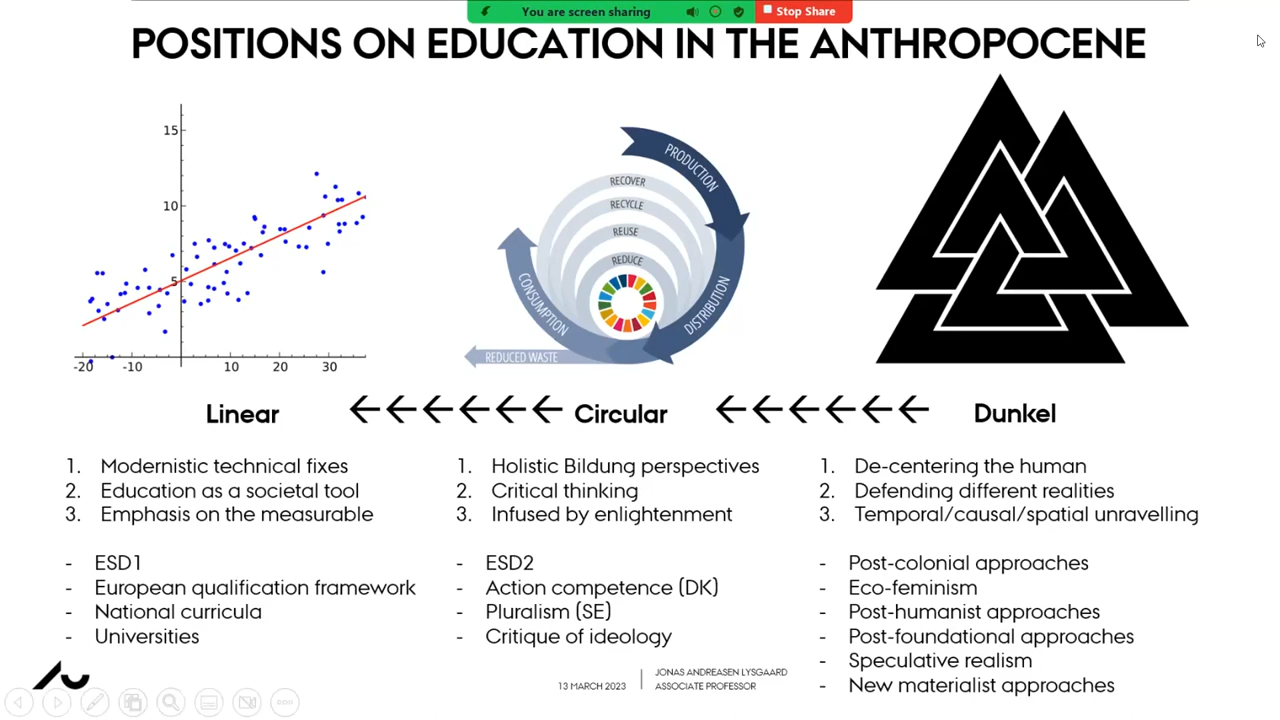 You are screen sharing
Stop Share
POSITIONS ON EDUCATION IN THE ANTHROPOCENE
15
10
5
-20
-10
10
20
30
PRODUCTION
RECOVER
RECYCLE
REUSE
REDUCE
CONSUMPTION
DISTRIBUTION
REDUCED WASTE
Linear ←←←←←← Circular ←←←←←← Dunkel
1. Modernistic technical fixes
2. Education as a societal tool
3. Emphasis on the measurable
- ESD1
- European qualification framework
- National curricula
- Universities
1. Holistic Bildung perspectives
2. Critical thinking
3. Infused by enlightenment
- ESD2
- Action competence (DK)
- Pluralism (SE)
- Critique of ideology
1. De-centering the human
2. Defending different realities
3. Temporal/causal/spatial unravelling
- Post-colonial approaches
- Eco-feminism
- Post-humanist approaches
- Post-foundational approaches
- Speculative realism
- New materialist approaches
13 MARCH 2023
JONAS ANDREASEN LYSGAARD
ASSOCIATE PROFESSOR